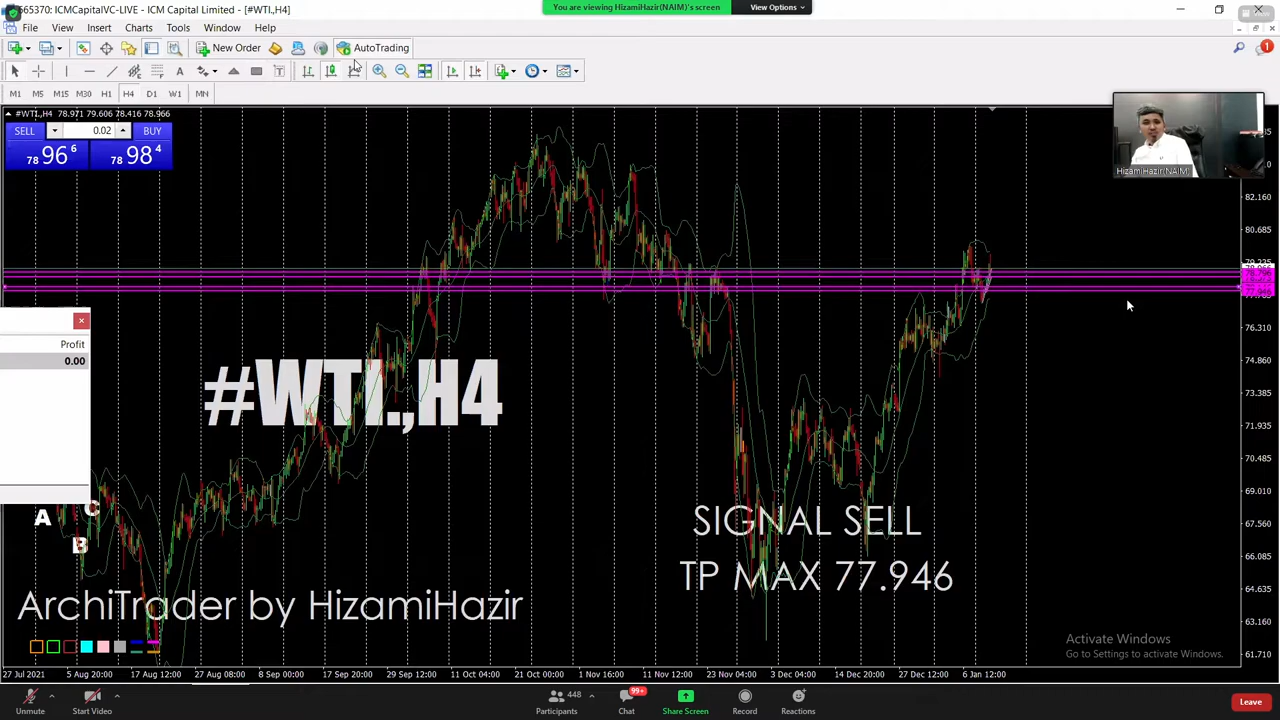 565370: ICMCapitalVC-LIVE - ICM Capital Limited - [#WTI.,H4]
You are viewing HizamiHazir(NAIM)'s screen
View Options
View
File View Insert Charts Tools Window Help
New Order
AutoTrading
1
M1 M5 M15 M30 H1 H4 D1 W1 MN
#WTI.,H4 78.971 79.606 78.416 78.966
SELL 0.02 BUY
78 96 6
78 98 4
HizamiHazir(NAIM)
82.160
80.685
78.796
77.946
76.310
74.860
73.385
71.935
70.485
69.010
67.560
66.085
64.635
63.160
61.710
Profit
0.00
#WTI.,H4
A
C
B
SIGNAL SELL
TP MAX 77.946
ArchiTrader by HizamiHazir
Activate Windows
Go to Settings to activate Windows.
27 Jul 2021 5 Aug 20:00 17 Aug 12:00 27 Aug 08:00 8 Sep 00:00 17 Sep 20:00 29 Sep 12:00 11 Oct 04:00 21 Oct 00:00 1 Nov 16:00 11 Nov 12:00 23 Nov 04:00 3 Dec 04:00 14 Dec 20:00 27 Dec 12:00 6 Jan 12:00
Unmute
Start Video
448
Participants
99+
Chat
Share Screen
Record
Reactions
Leave